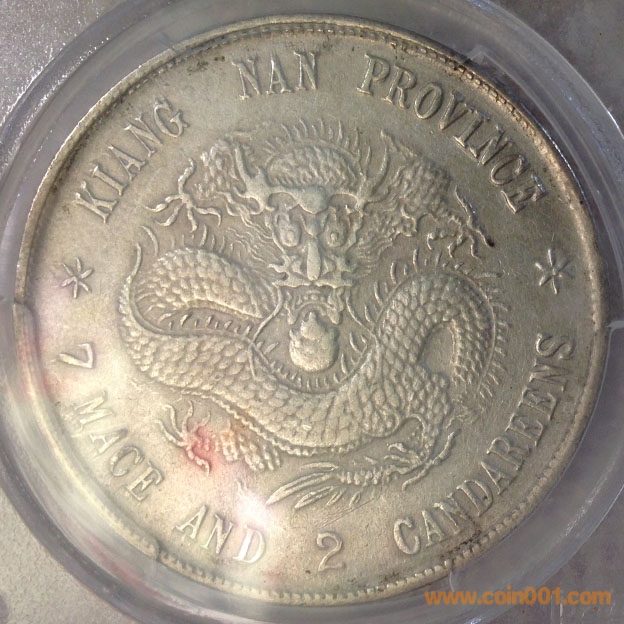 KIANG NAN PROVINCE
7 MACE AND 2 CANDAREENS
www.coin001.com